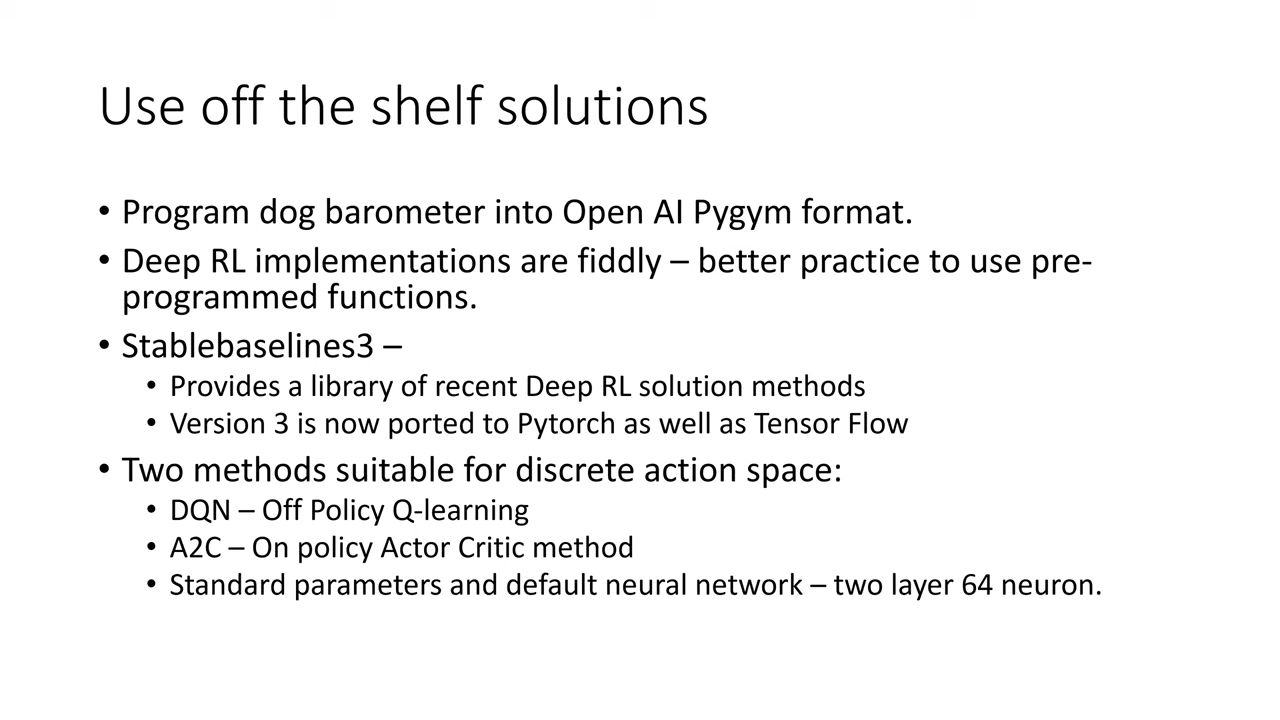 Use off the shelf solutions
• Program dog barometer into Open AI Pygym format.
• Deep RL implementations are fiddly – better practice to use pre-
programmed functions.
• Stablebaselines3 –
• Provides a library of recent Deep RL solution methods
• Version 3 is now ported to Pytorch as well as Tensor Flow
• Two methods suitable for discrete action space:
• DQN – Off Policy Q-learning
• A2C – On policy Actor Critic method
• Standard parameters and default neural network – two layer 64 neuron.